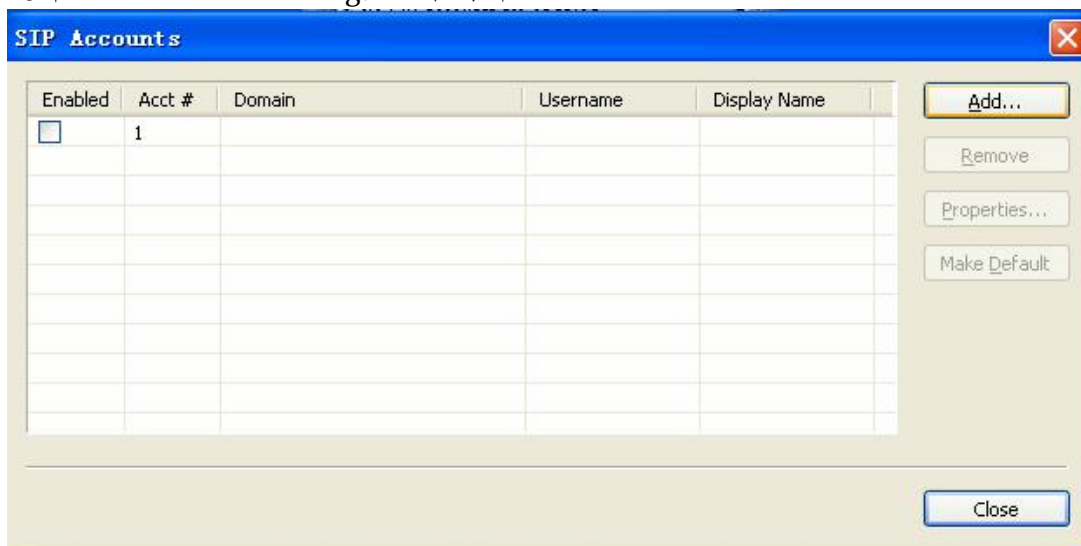 SIP Accounts
Enabled Acct # Domain Username Display Name
1
Add...
Remove
Properties...
Make Default
Close